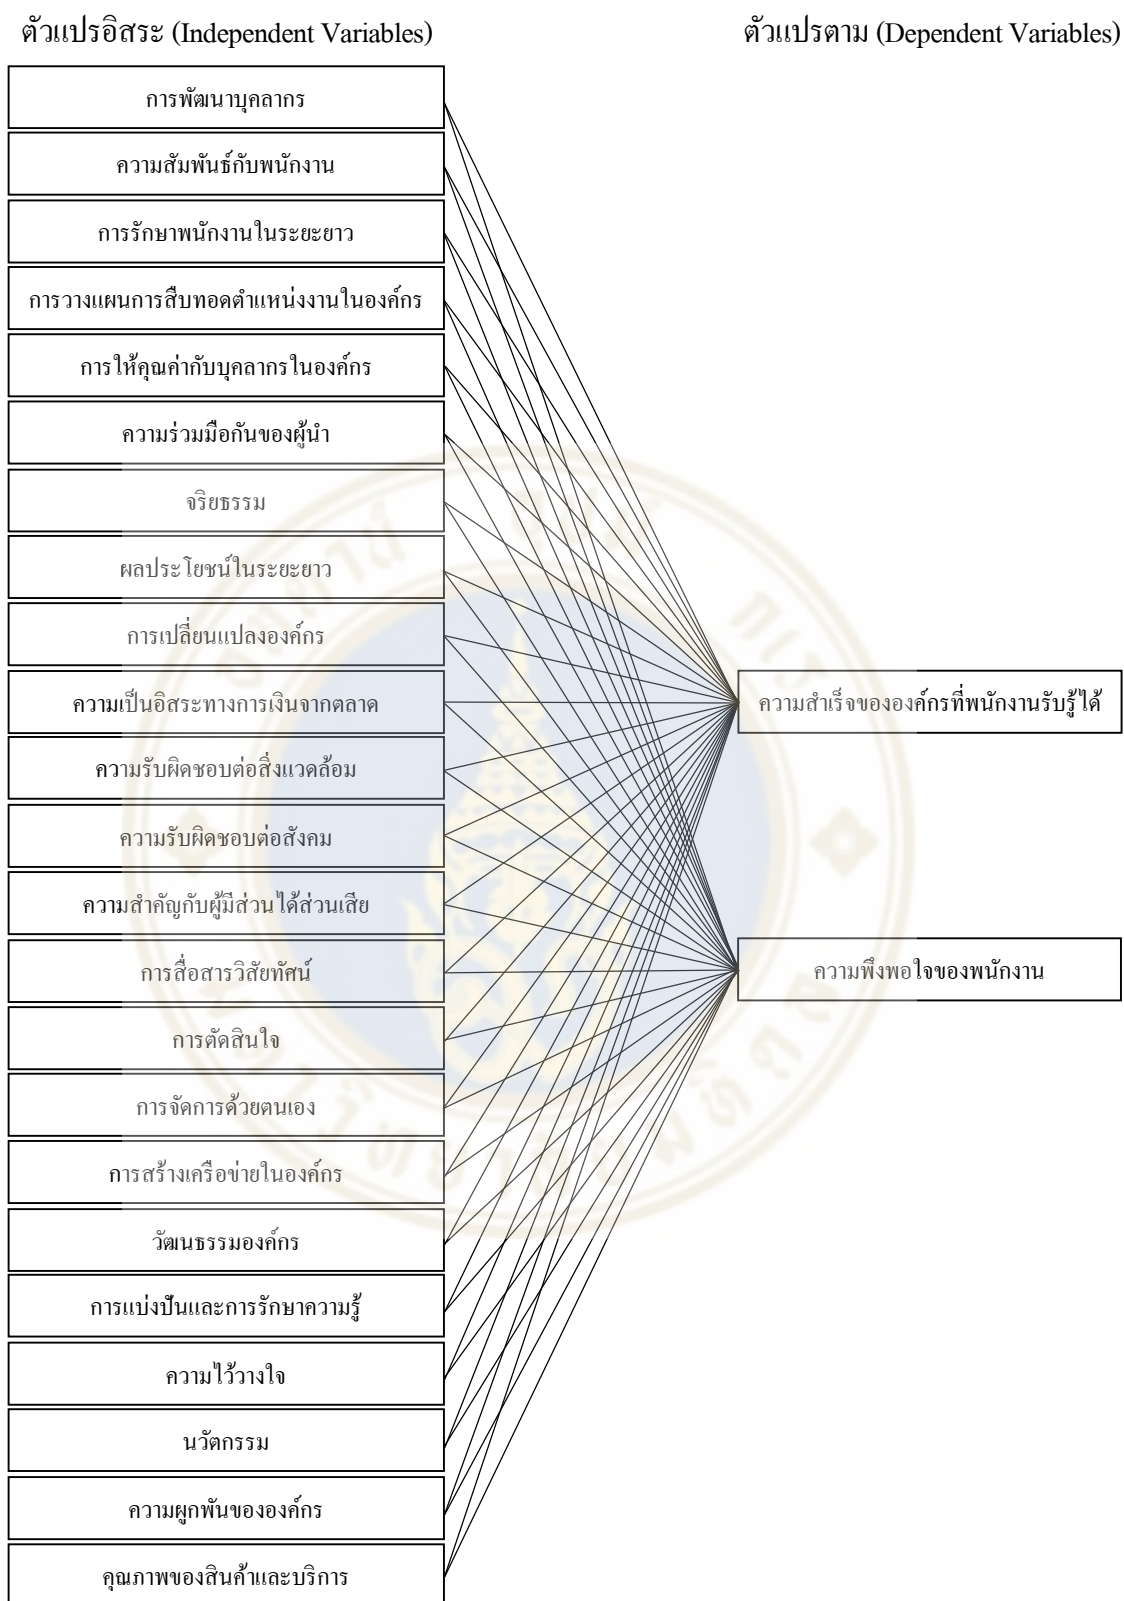 ตัวแปรอิสระ (Independent Variables)
ตัวแปรตาม (Dependent Variables)
การพัฒนาบุคลากร
ความสัมพันธ์กับพนักงาน
การรักษาพนักงานในระยะยาว
การวางแผนการสืบทอดตำแหน่งงานในองค์กร
การให้คุณค่ากับบุคลากรในองค์กร
ความร่วมมือกันของผู้นำ
จริยธรรม
ผลประโยชน์ในระยะยาว
การเปลี่ยนแปลงองค์กร
ความเป็นอิสระทางการเงินจากตลาด
ความรับผิดชอบต่อสิ่งแวดล้อม
ความรับผิดชอบต่อสังคม
ความสำคัญกับผู้มีส่วนได้ส่วนเสีย
การสื่อสารวิสัยทัศน์
การตัดสินใจ
การจัดการด้วยตนเอง
การสร้างเครือข่ายในองค์กร
วัฒนธรรมองค์กร
การแบ่งปันและการรักษาความรู้
ความไว้วางใจ
นวัตกรรม
ความผูกพันขององค์กร
คุณภาพของสินค้าและบริการ
ความสำเร็จขององค์กรที่พนักงานรับรู้ได้
ความพึงพอใจของพนักงาน